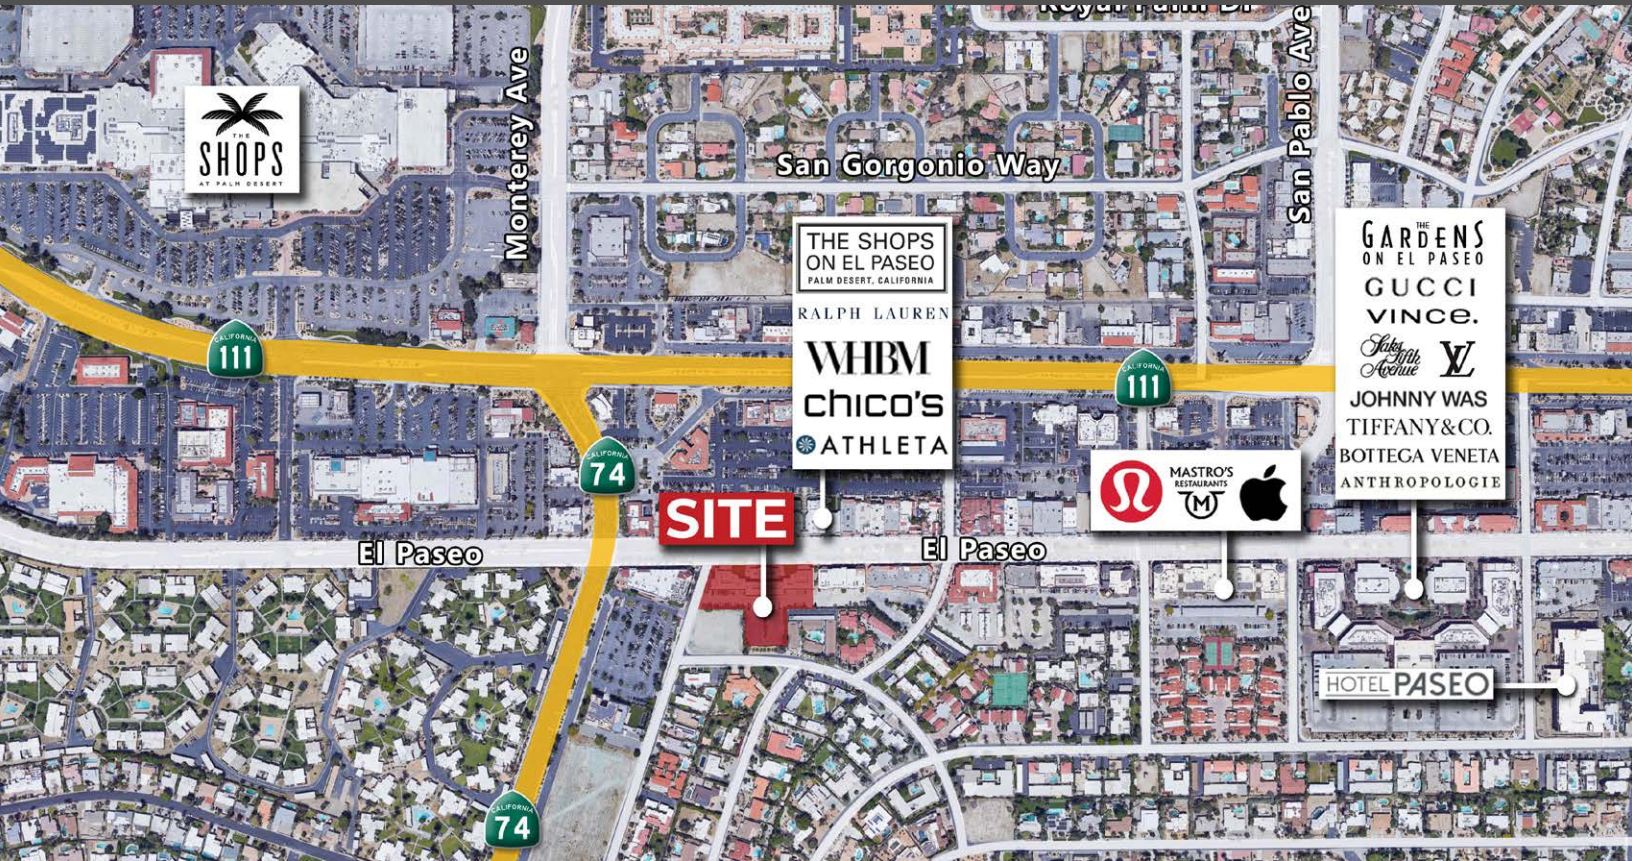 Royal Palm Dr
Monterey Ave
San Pablo Ave
THE
SHOPS
AT PALM DESERT
San Gorgonio Way
THE SHOPS
ON EL PASEO
PALM DESERT, CALIFORNIA
RALPH LAUREN
WHBM
chico's
ATHLETA
THE
GARDENS
ON EL PASEO
GUCCI
VINCE.
Saks
Fifth
Avenue
LV
JOHNNY WAS
TIFFANY & CO.
BOTTEGA VENETA
ANTHROPOLOGIE
CALIFORNIA
111
CALIFORNIA
111
CALIFORNIA
74
MASTRO'S
RESTAURANTS
M
SITE
El Paseo
El Paseo
HOTEL PASEO
CALIFORNIA
74